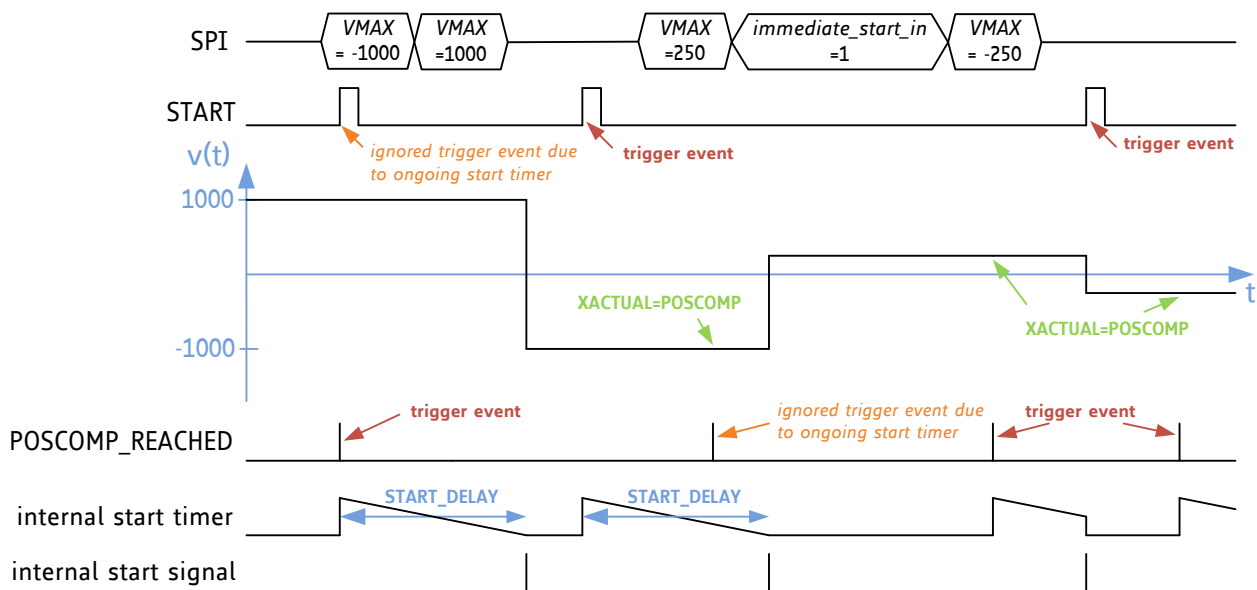 SPI
VMAX
= -1000
VMAX
=1000
VMAX
=250
immediate_start_in
=1
VMAX
= -250
START
ignored trigger event due
to ongoing start timer
trigger event
trigger event
v(t)
1000
-1000
XACTUAL=POSCOMP
XACTUAL=POSCOMP
t
POSCOMP_REACHED
trigger event
ignored trigger event due
to ongoing start timer
trigger event
internal start timer
START_DELAY
START_DELAY
internal start signal